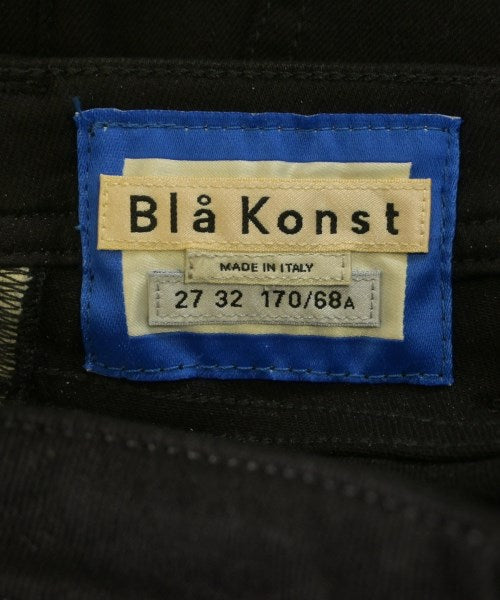 Blå Konst
MADE IN ITALY
27 32 170/68A